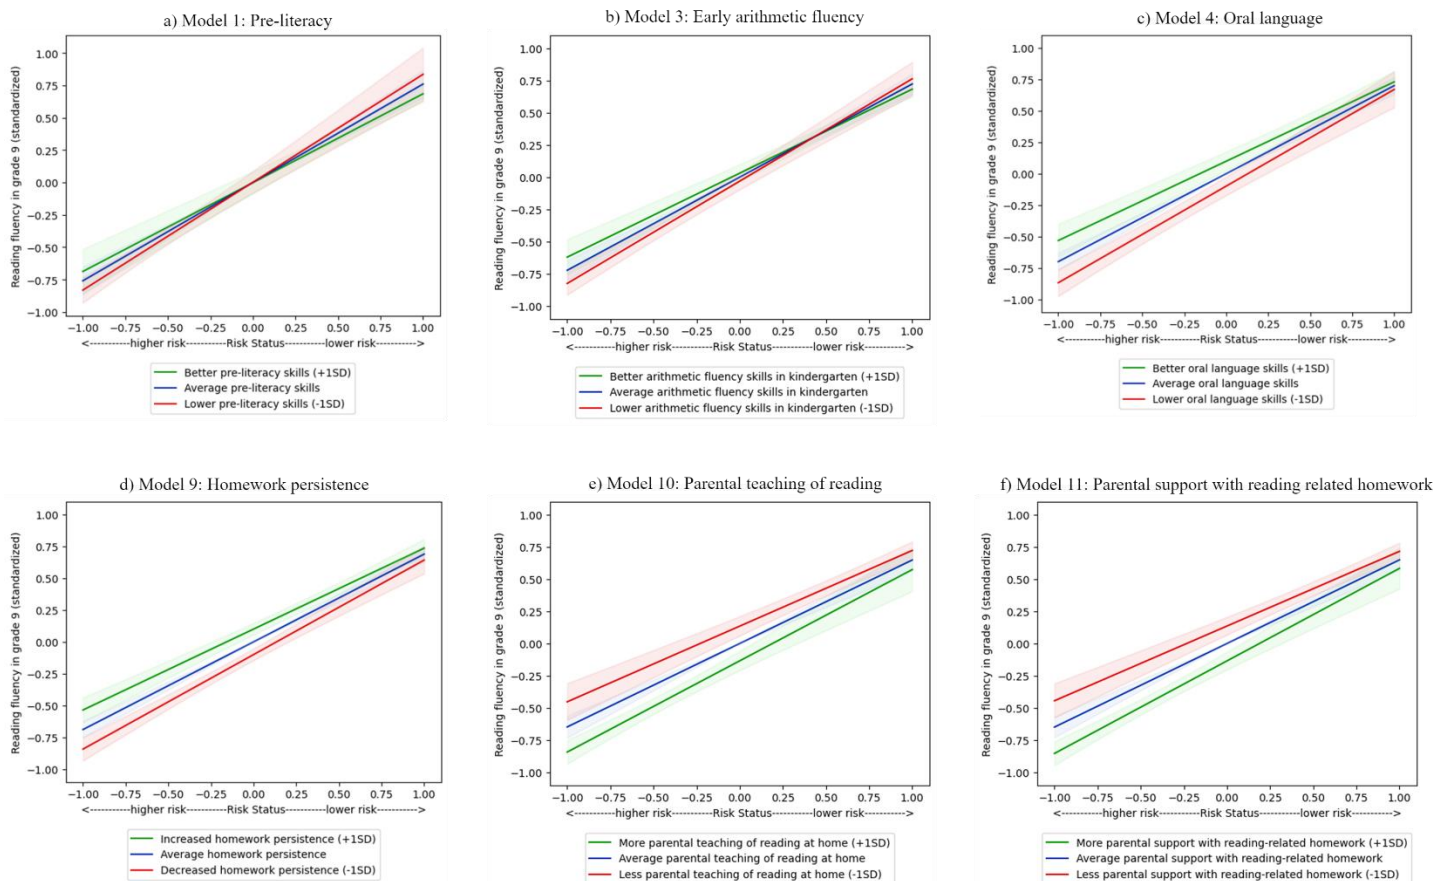 a) Model 1: Pre-literacy
Reading fluency in grade 9 (standardized)
1.00
0.75
0.50
0.25
0.00
−0.25
−0.50
−0.75
−1.00
−1.00 −0.75 −0.50 −0.25 0.00 0.25 0.50 0.75 1.00
<----------higher risk----------Risk Status----------lower risk---------->
Better pre-literacy skills (+1SD)
Average pre-literacy skills
Lower pre-literacy skills (-1SD)
b) Model 3: Early arithmetic fluency
Reading fluency in grade 9 (standardized)
1.00
0.75
0.50
0.25
0.00
−0.25
−0.50
−0.75
−1.00
−1.00 −0.75 −0.50 −0.25 0.00 0.25 0.50 0.75 1.00
<----------higher risk----------Risk Status----------lower risk---------->
Better arithmetic fluency skills in kindergarten (+1SD)
Average arithmetic fluency skills in kindergarten
Lower arithmetic fluency skills in kindergarten (-1SD)
c) Model 4: Oral language
Reading fluency in grade 9 (standardized)
1.00
0.75
0.50
0.25
0.00
−0.25
−0.50
−0.75
−1.00
−1.00 −0.75 −0.50 −0.25 0.00 0.25 0.50 0.75 1.00
<----------higher risk----------Risk Status----------lower risk---------->
Better oral language skills (+1SD)
Average oral language skills
Lower oral language skills (-1SD)
d) Model 9: Homework persistence
Reading fluency in grade 9 (standardized)
1.00
0.75
0.50
0.25
0.00
−0.25
−0.50
−0.75
−1.00
−1.00 −0.75 −0.50 −0.25 0.00 0.25 0.50 0.75 1.00
<----------higher risk----------Risk Status----------lower risk---------->
Increased homework persistence (+1SD)
Average homework persistence
Decreased homework persistence (-1SD)
e) Model 10: Parental teaching of reading
Reading fluency in grade 9 (standardized)
1.00
0.75
0.50
0.25
0.00
−0.25
−0.50
−0.75
−1.00
−1.00 −0.75 −0.50 −0.25 0.00 0.25 0.50 0.75 1.00
<----------higher risk----------Risk Status----------lower risk---------->
More parental teaching of reading at home (+1SD)
Average parental teaching of reading at home
Less parental teaching of reading at home (-1SD)
f) Model 11: Parental support with reading related homework
Reading fluency in grade 9 (standardized)
1.00
0.75
0.50
0.25
0.00
−0.25
−0.50
−0.75
−1.00
−1.00 −0.75 −0.50 −0.25 0.00 0.25 0.50 0.75 1.00
<----------higher risk----------Risk Status----------lower risk---------->
More parental support with reading-related homework (+1SD)
Average parental support with reading-related homework
Less parental support with reading-related homework (-1SD)